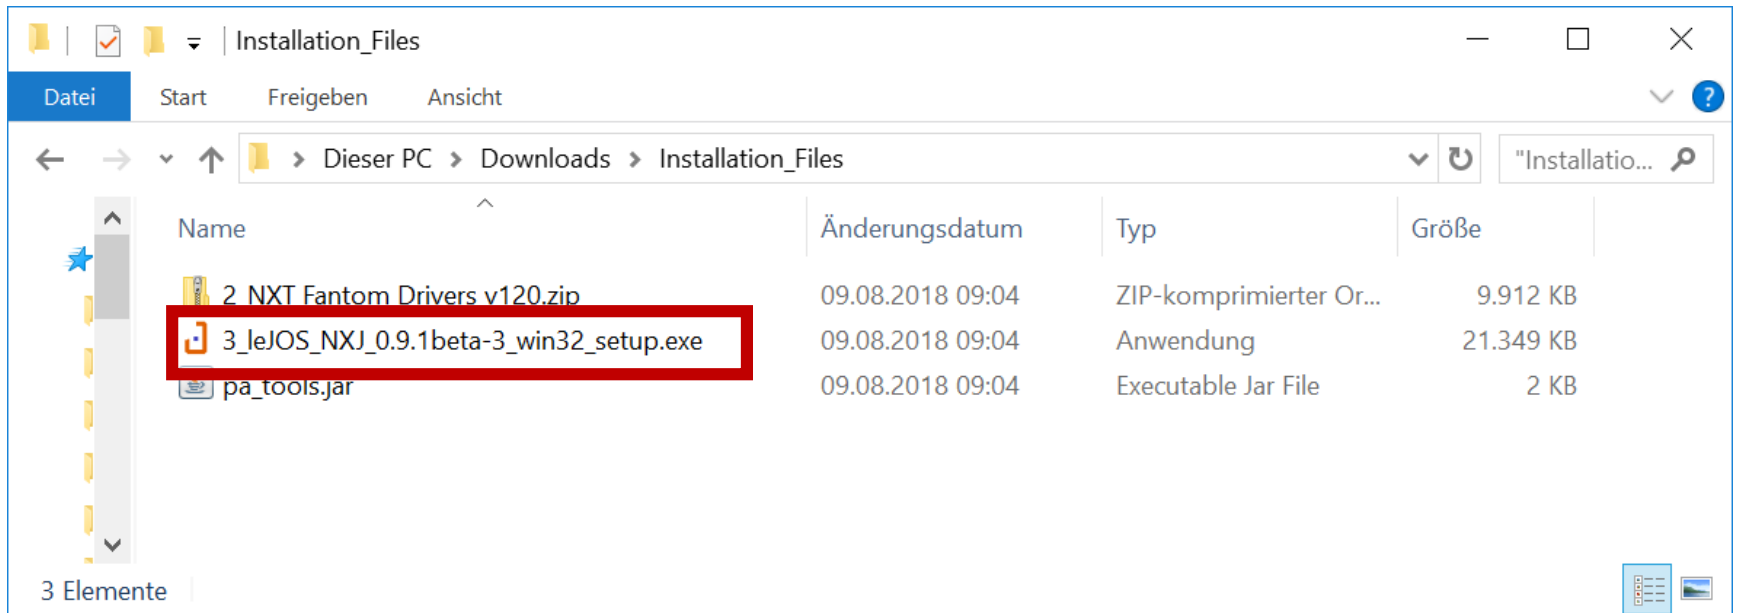 Installation_Files
Datei Start Freigeben Ansicht ?
Dieser PC Downloads Installation_Files "Installatio...
Name Änderungsdatum Typ Größe
2_NXT Fantom Drivers v120.zip 09.08.2018 09:04 ZIP-komprimierter Or... 9.912 KB
3_leJOS_NXJ_0.9.1beta-3_win32_setup.exe 09.08.2018 09:04 Anwendung 21.349 KB
pa_tools.jar 09.08.2018 09:04 Executable Jar File 2 KB
3 Elemente